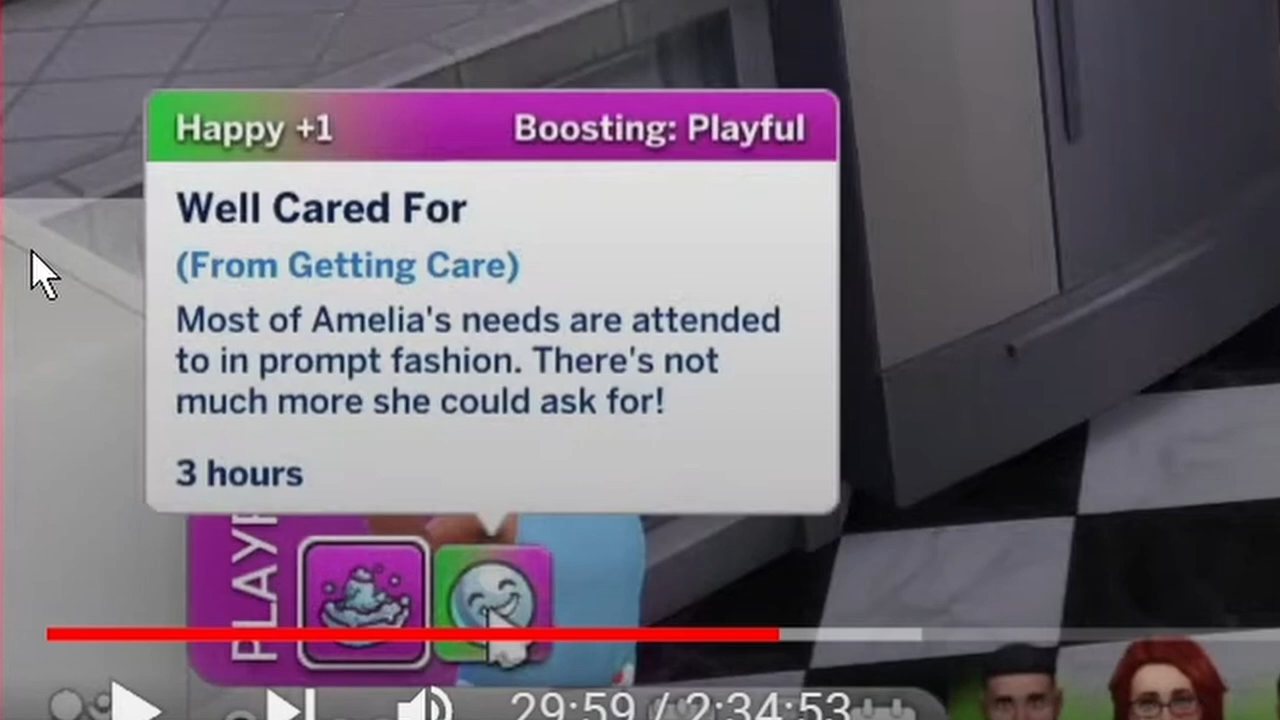 Happy +1 Boosting: Playful
Well Cared For
(From Getting Care)
Most of Amelia's needs are attended
to in prompt fashion. There's not
much more she could ask for!
3 hours
29:59 / 2:34:53